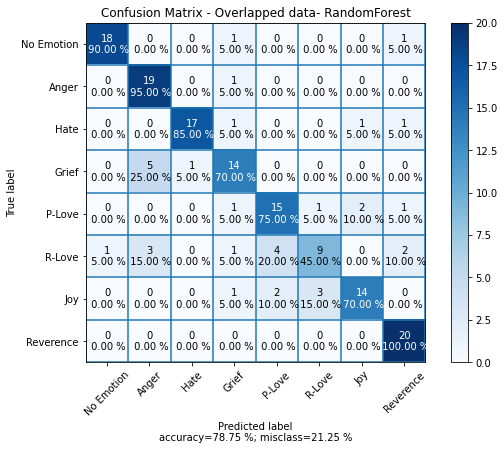 Confusion Matrix - Overlapped data- RandomForest
True label
No Emotion
18 0 0 1 0 0 0 1
90.00 % 0.00 % 0.00 % 5.00 % 0.00 % 0.00 % 0.00 % 5.00 %
Anger
0 19 0 1 0 0 0 0
0.00 % 95.00 % 0.00 % 5.00 % 0.00 % 0.00 % 0.00 % 0.00 %
Hate
0 0 17 1 0 0 1 1
0.00 % 0.00 % 85.00 % 5.00 % 0.00 % 0.00 % 5.00 % 5.00 %
Grief
0 5 1 14 0 0 0 0
0.00 % 25.00 % 5.00 % 70.00 % 0.00 % 0.00 % 0.00 % 0.00 %
P-Love
0 0 0 1 15 1 2 1
0.00 % 0.00 % 0.00 % 5.00 % 75.00 % 5.00 % 10.00 % 5.00 %
R-Love
1 3 0 1 4 9 0 2
5.00 % 15.00 % 0.00 % 5.00 % 20.00 % 45.00 % 0.00 % 10.00 %
Joy
0 0 0 1 2 3 14 0
0.00 % 0.00 % 0.00 % 5.00 % 10.00 % 15.00 % 70.00 % 0.00 %
Reverence
0 0 0 0 0 0 0 20
0.00 % 0.00 % 0.00 % 0.00 % 0.00 % 0.00 % 0.00 % 100.00 %
No Emotion Anger Hate Grief P-Love R-Love Joy Reverence
Predicted label
accuracy=78.75 %; misclass=21.25 %
20.0
17.5
15.0
12.5
10.0
7.5
5.0
2.5
0.0